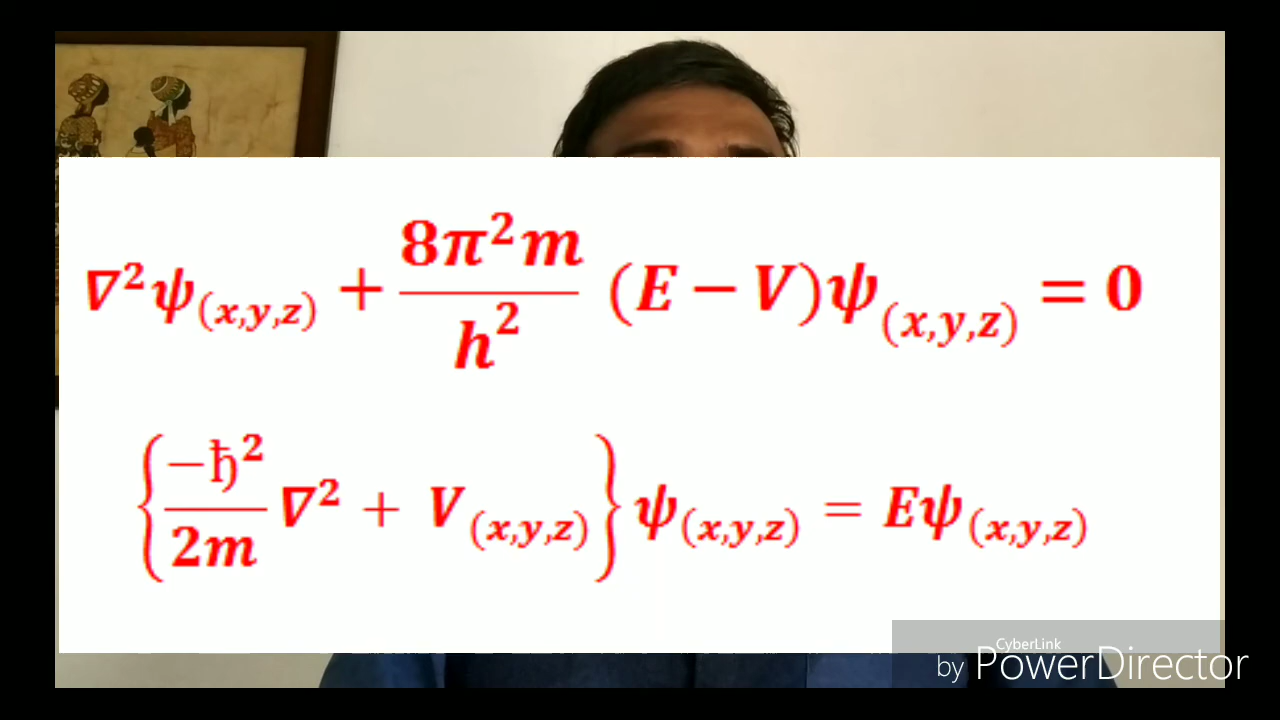 ∇²ψ₍ₓ,ᵧ,𝓏₎ + 8π²m/h² (E − V)ψ₍ₓ,ᵧ,𝓏₎ = 0
{−ħ²/2m ∇² + V₍ₓ,ᵧ,𝓏₎} ψ₍ₓ,ᵧ,𝓏₎ = Eψ₍ₓ,ᵧ,𝓏₎
CyberLink
by PowerDirector